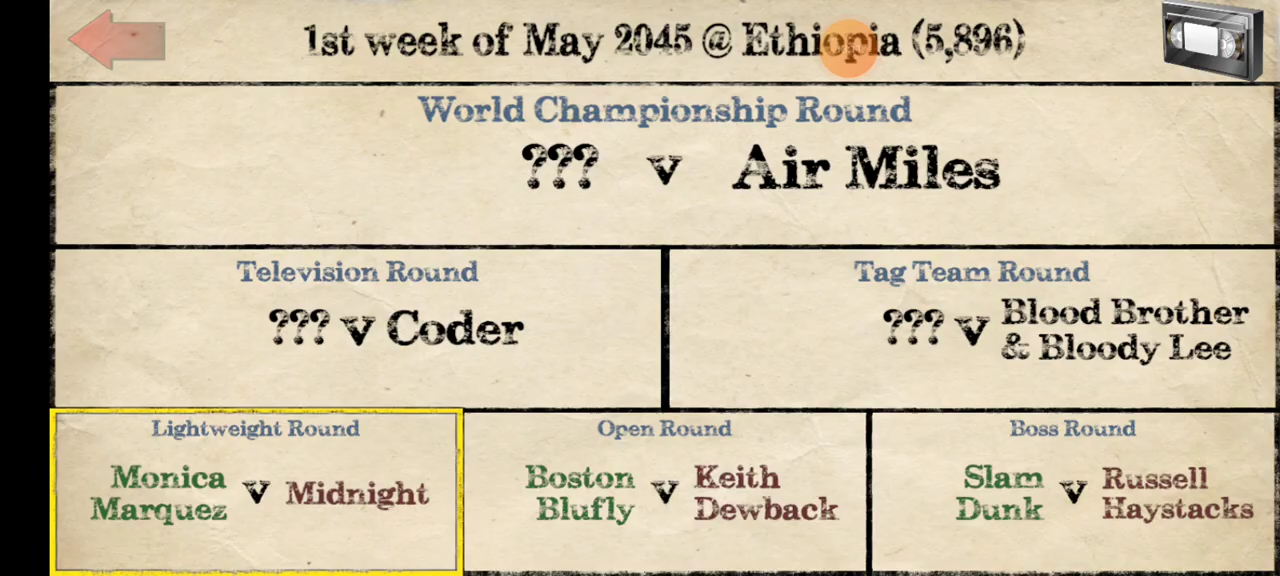 1st week of May 2045 @ Ethiopia (5,896)
World Championship Round
??? v Air Miles
Television Round
??? v Coder
Tag Team Round
??? v Blood Brother
& Bloody Lee
Lightweight Round
Monica
Marquez v Midnight
Open Round
Boston
Blufly v Keith
Dewback
Boss Round
Slam
Dunk v Russell
Haystacks